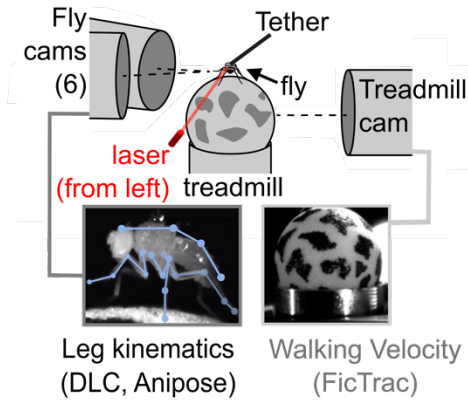 Tether
Fly
cams
(6)
fly
Treadmill
cam
laser
(from left)
treadmill
Leg kinematics
(DLC, Anipose)
Walking Velocity
(FicTrac)